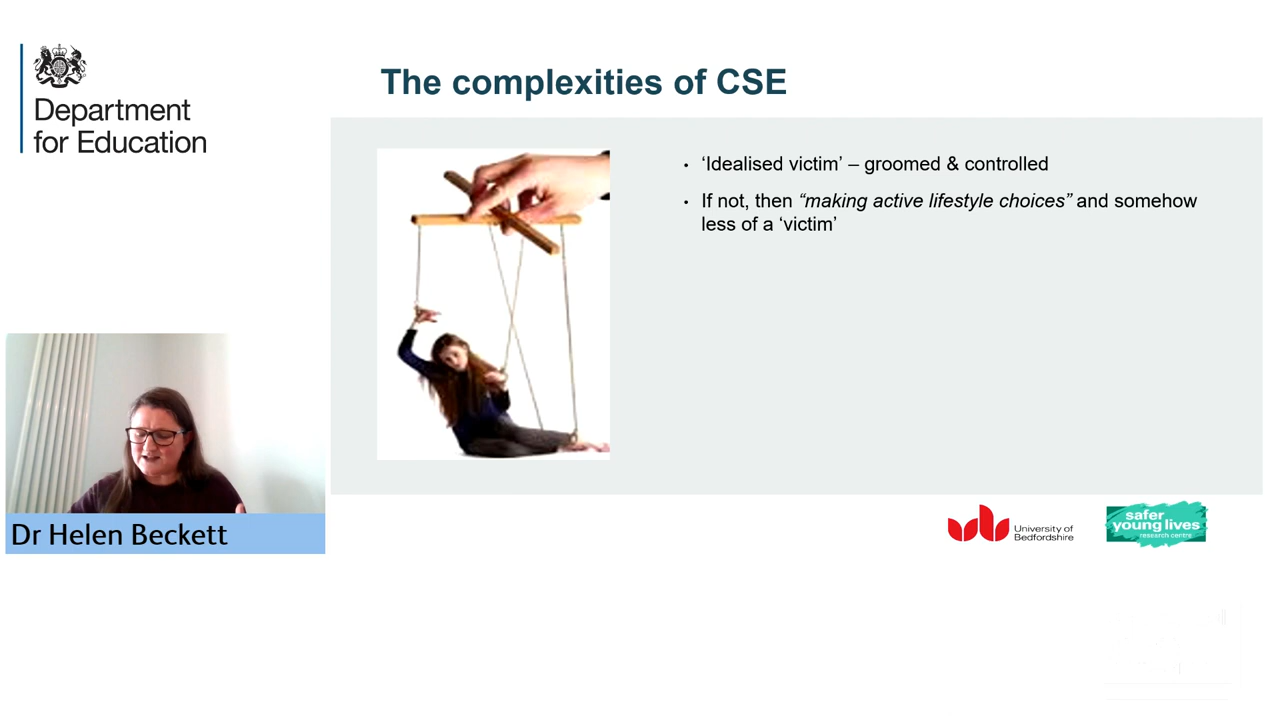 Department
for Education
The complexities of CSE
• ‘Idealised victim’ – groomed & controlled
• If not, then “making active lifestyle choices” and somehow
less of a ‘victim’
Dr Helen Beckett
University of
Bedfordshire
safer
young lives
research centre